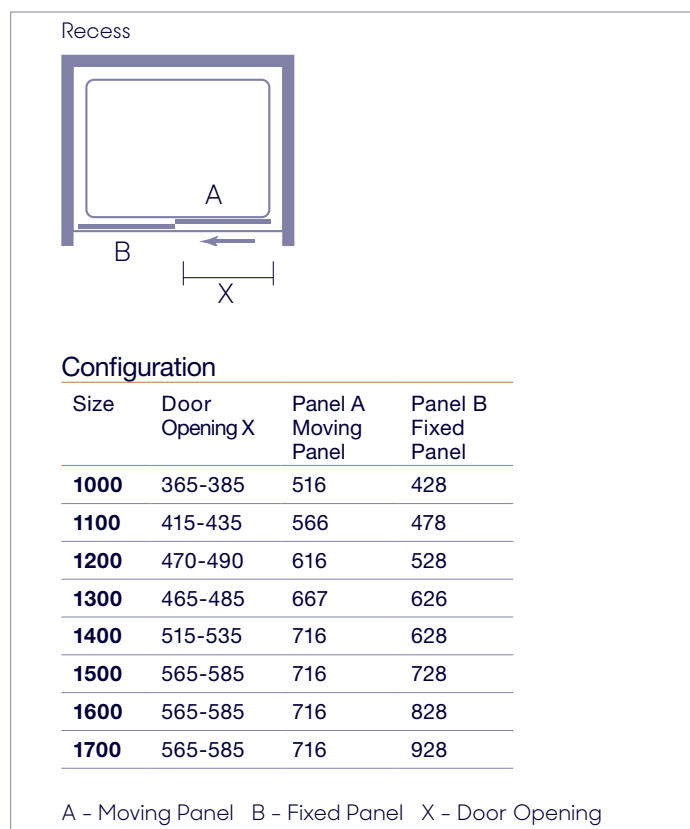 Recess
A
B
X
Configuration
Size Door Opening X Panel A Moving Panel Panel B Fixed Panel
1000 365-385 516 428
1100 415-435 566 478
1200 470-490 616 528
1300 465-485 667 626
1400 515-535 716 628
1500 565-585 716 728
1600 565-585 716 828
1700 565-585 716 928
A - Moving Panel B - Fixed Panel X - Door Opening